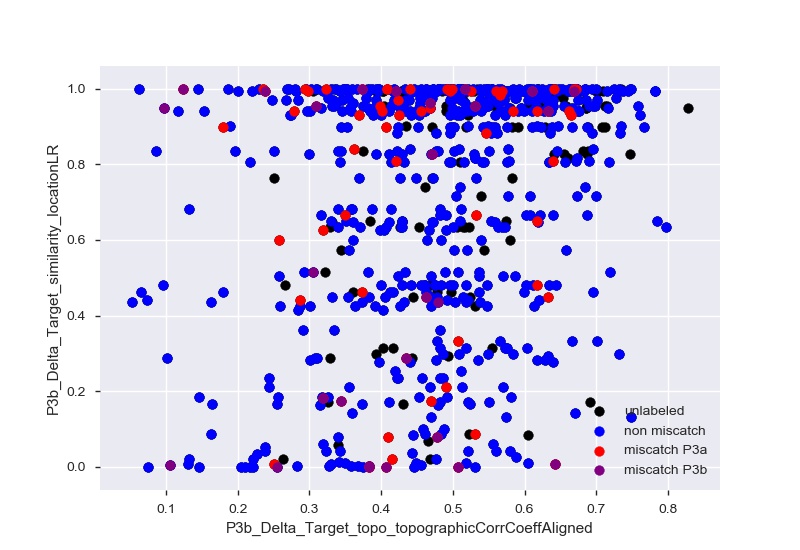 1.0
0.8
0.6
0.4
0.2
0.0
P3b_Delta_Target_similarity_locationLR
unlabeled
non miscatch
miscatch P3a
miscatch P3b
0.1 0.2 0.3 0.4 0.5 0.6 0.7 0.8
P3b_Delta_Target_topo_topographicCorrCoeffAligned